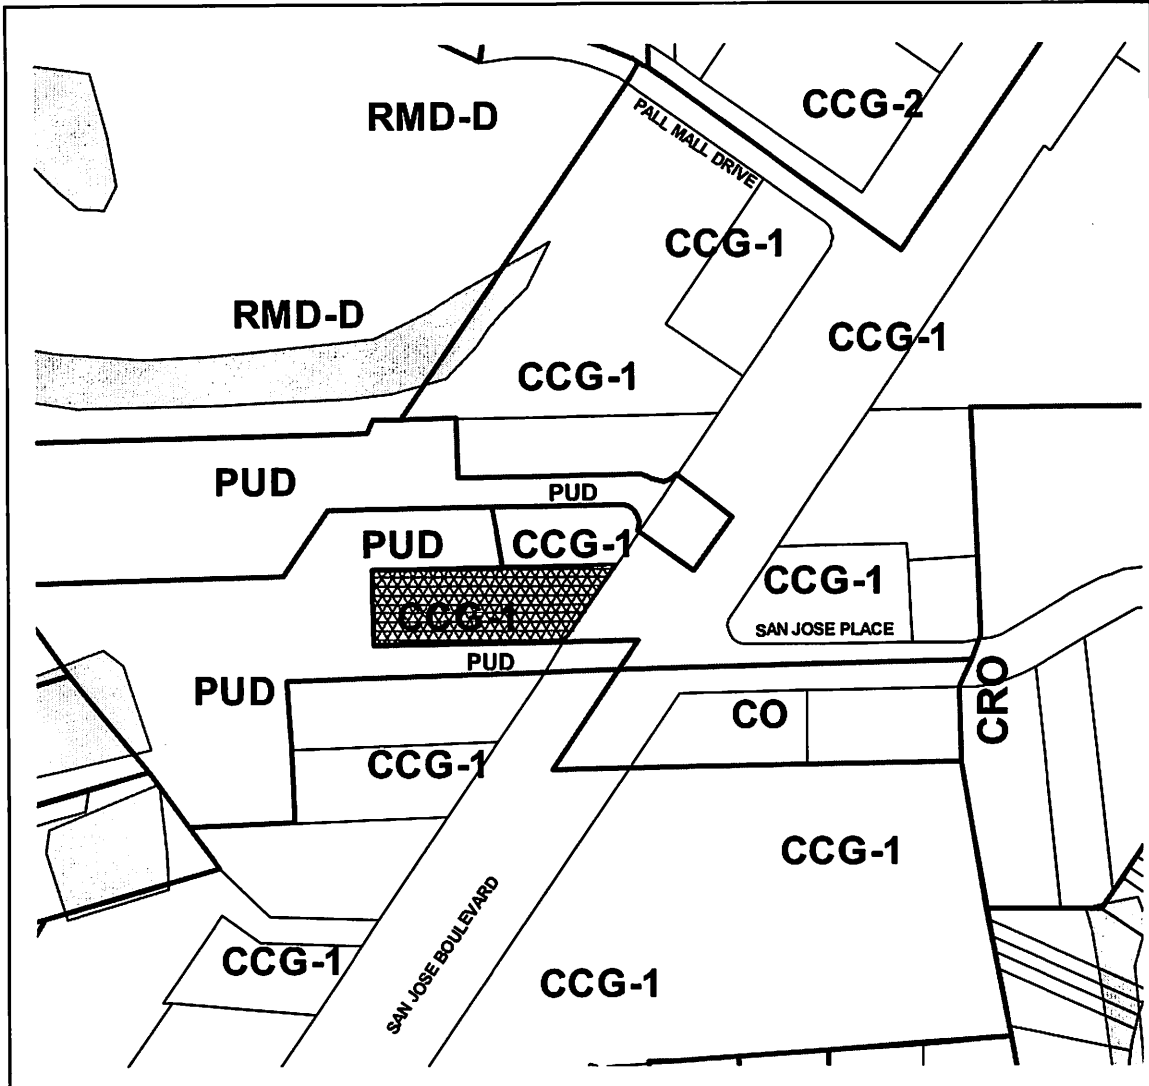 CCG-2
RMD-D
PALL MALL DRIVE
CCG-1
RMD-D
CCG-1
CCG-1
PUD
PUD
PUD
CCG-1
CCG-1
CCG-1
SAN JOSE PLACE
PUD
PUD
CRO
CO
CCG-1
CCG-1
SAN JOSE BOULEVARD
CCG-1
CCG-1